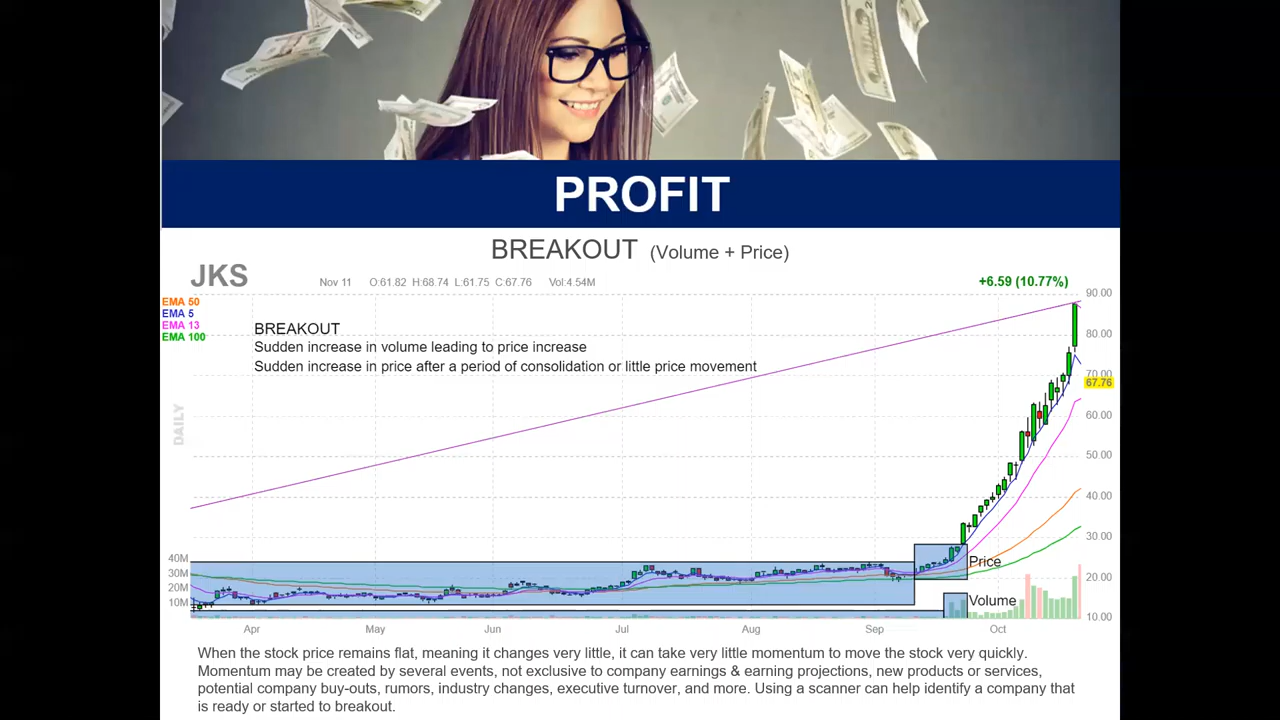 PROFIT
BREAKOUT (Volume + Price)
JKS
Nov 11 O:61.82 H:68.74 L:61.75 C:67.76 Vol:4.54M
+6.59 (10.77%)
EMA 50
EMA 5
EMA 13
EMA 100
BREAKOUT
Sudden increase in volume leading to price increase
Sudden increase in price after a period of consolidation or little price movement
DAILY
90.00
80.00
70.00
67.76
60.00
50.00
40.00
30.00
20.00
10.00
40M
30M
20M
10M
Price
Volume
Apr May Jun Jul Aug Sep Oct
When the stock price remains flat, meaning it changes very little, it can take very little momentum to move the stock very quickly.
Momentum may be created by several events, not exclusive to company earnings & earning projections, new products or services,
potential company buy-outs, rumors, industry changes, executive turnover, and more. Using a scanner can help identify a company that
is ready or started to breakout.